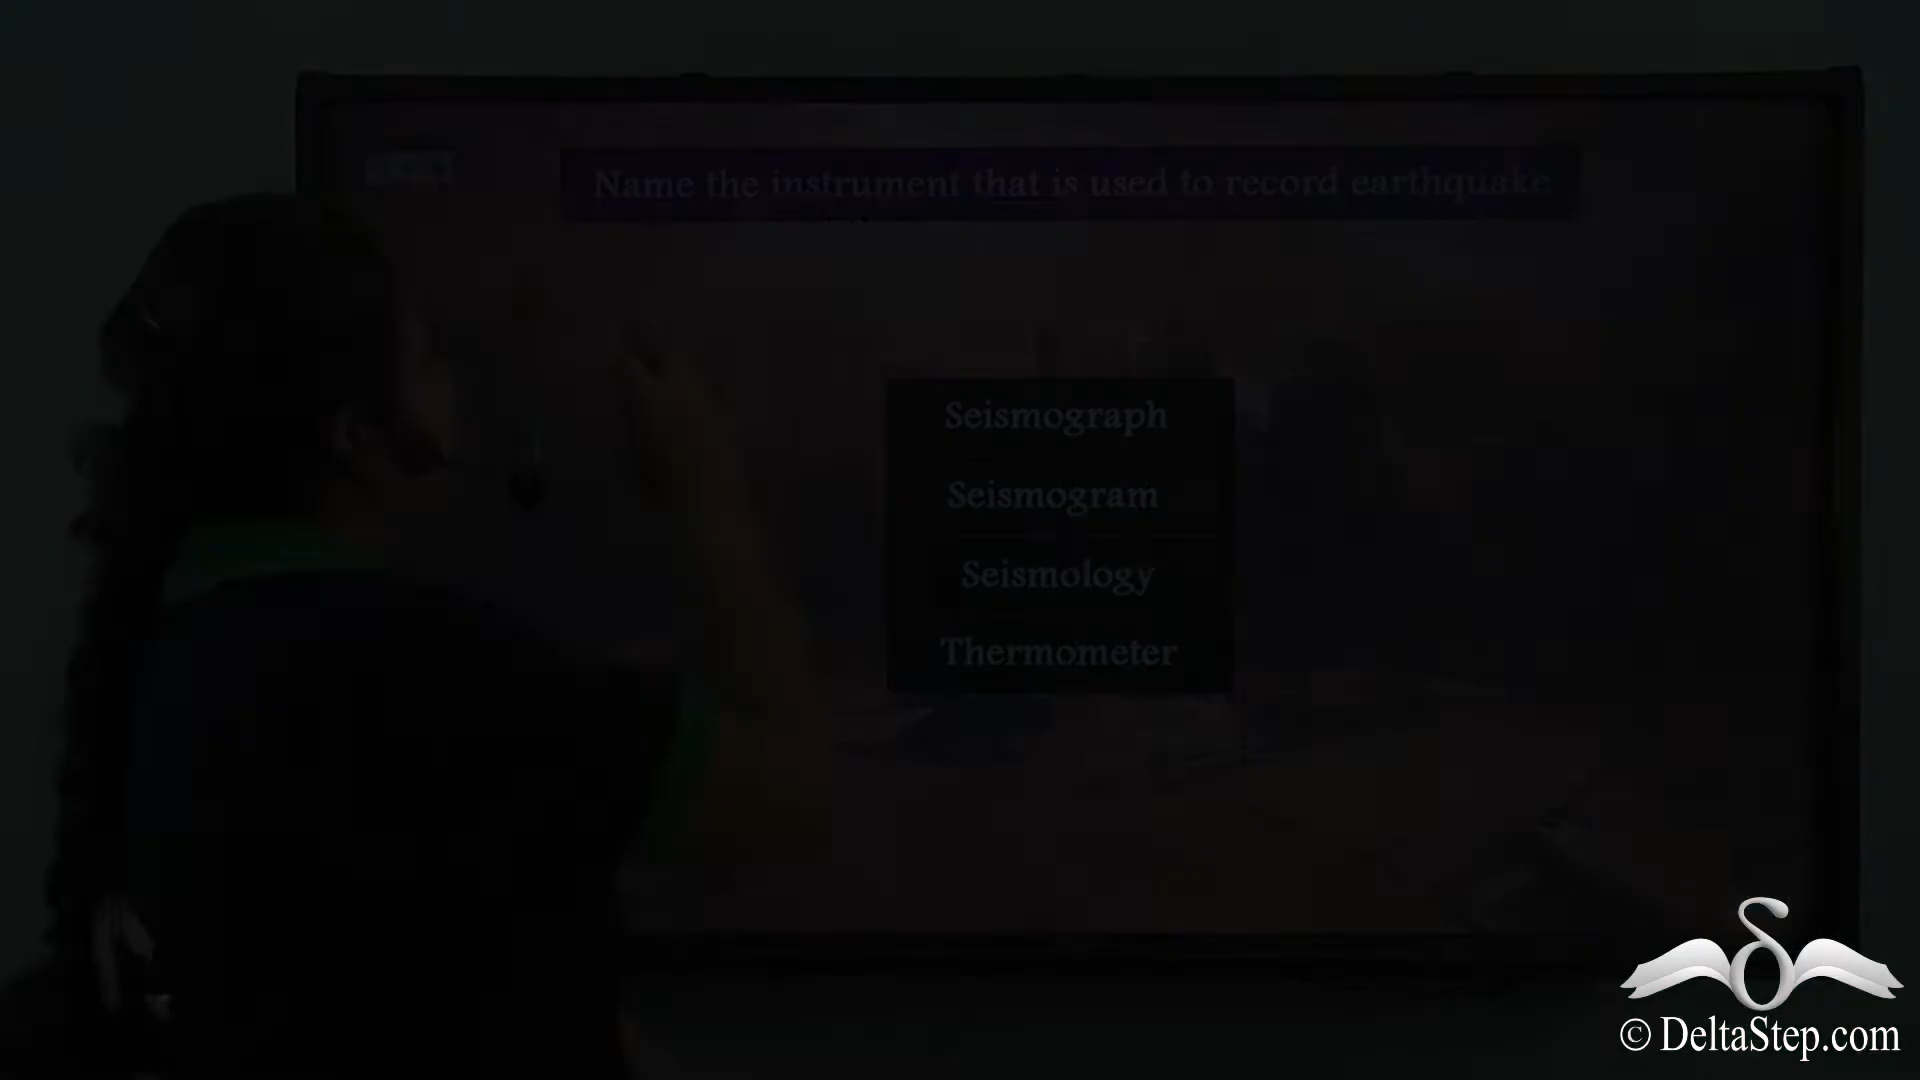 Name the instrument that is used to record earthquake
Seismograph
Seismogram
Seismology
Thermometer
© DeltaStep.com